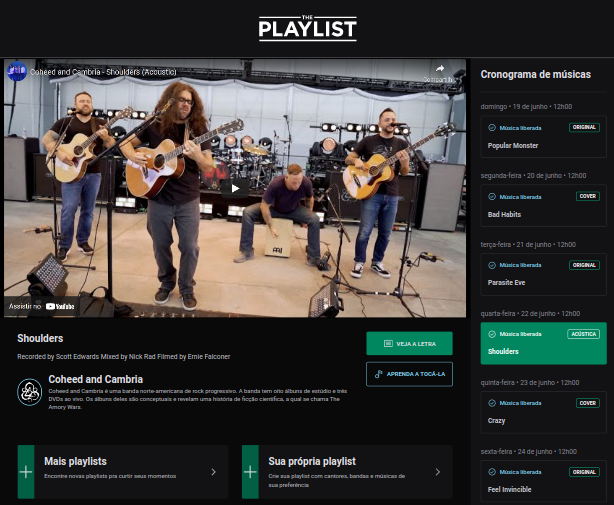 THE
PLAYLIST
Coheed and Cambria - Shoulders (Acoustic)
Compartilh...
Assistir no YouTube
Shoulders
Recorded by Scott Edwards Mixed by Nick Rad Filmed by Ernie Falconer
VEJA A LETRA
APRENDA A TOCÁ-LA
Coheed and Cambria
Coheed and Cambria é uma banda norte-americana de rock progressivo. A banda tem oito álbuns de estúdio e três
DVDs ao vivo. Os álbuns deles são conceptuais e revelam uma história de ficção científica, a qual se chama The
Amory Wars.
Mais playlists
Encontre novas playlists pra curtir seus momentos
Sua própria playlist
Crie sua playlist com cantores, bandas e músicas de
sua preferência
Cronograma de músicas
domingo • 19 de junho • 12h00
Música liberada ORIGINAL
Popular Monster
segunda-feira • 20 de junho • 12h00
Música liberada COVER
Bad Habits
terça-feira • 21 de junho • 12h00
Música liberada ORIGINAL
Parasite Eve
quarta-feira • 22 de junho • 12h00
Música liberada ACÚSTICA
Shoulders
quinta-feira • 23 de junho • 12h00
Música liberada COVER
Crazy
sexta-feira • 24 de junho • 12h00
Música liberada ORIGINAL
Feel Invincible